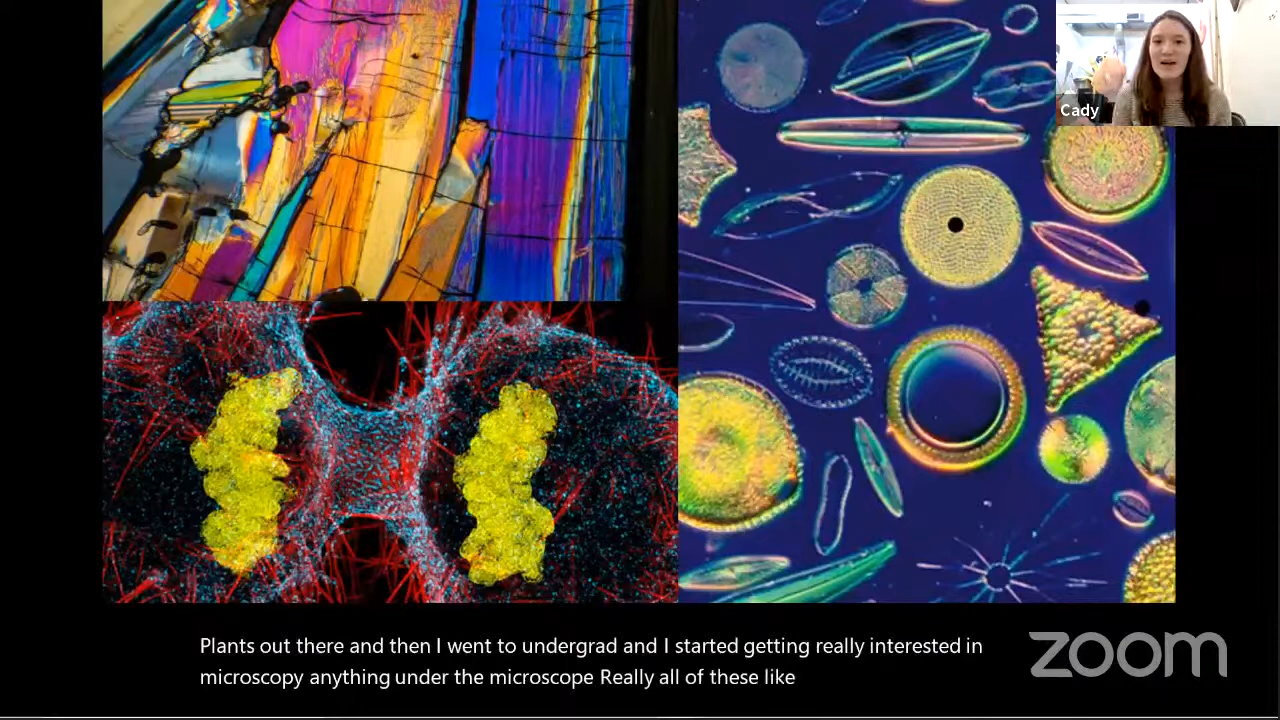 Cady
Plants out there and then I went to undergrad and I started getting really interested in
microscopy anything under the microscope Really all of these like
zoom